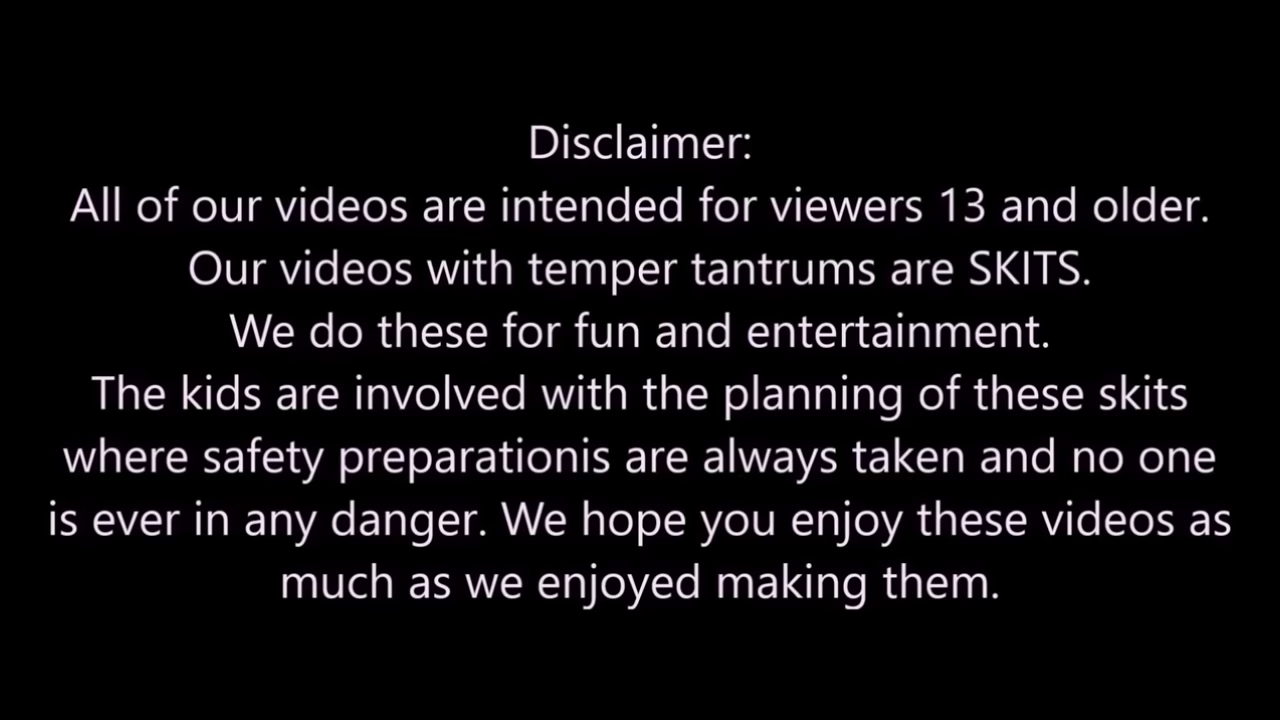 Disclaimer:
All of our videos are intended for viewers 13 and older.
Our videos with temper tantrums are SKITS.
We do these for fun and entertainment.
The kids are involved with the planning of these skits
where safety preparationis are always taken and no one
is ever in any danger. We hope you enjoy these videos as
much as we enjoyed making them.